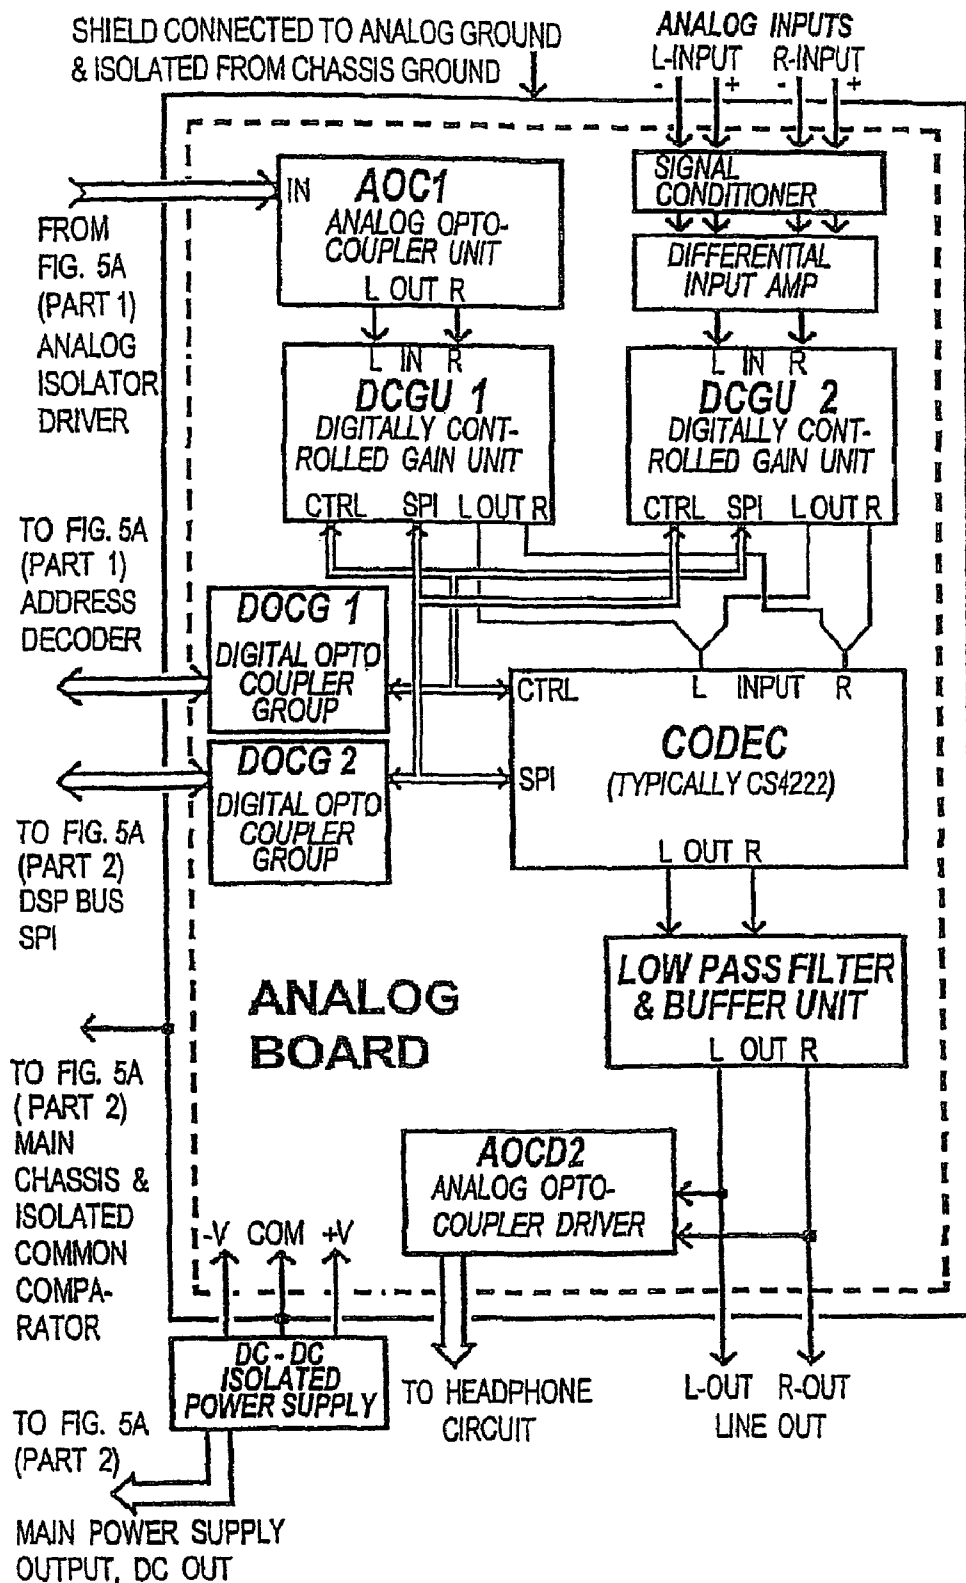 SHIELD CONNECTED TO ANALOG GROUND
& ISOLATED FROM CHASSIS GROUND
ANALOG INPUTS
L-INPUT R-INPUT
- + - +
SIGNAL
CONDITIONER
DIFFERENTIAL
INPUT AMP
IN
AOC1
ANALOG OPTO-
COUPLER UNIT
L OUT R
FROM
FIG. 5A
(PART 1)
ANALOG
ISOLATOR
DRIVER
L IN R
DCGU 1
DIGITALLY CONT-
ROLLED GAIN UNIT
CTRL SPI L OUT R
L IN R
DCGU 2
DIGITALLY CONT-
ROLLED GAIN UNIT
CTRL SPI L OUT R
TO FIG. 5A
(PART 1)
ADDRESS
DECODER
DOCG 1
DIGITAL OPTO
COUPLER
GROUP
DOCG 2
DIGITAL OPTO
COUPLER
GROUP
CTRL
L INPUT R
CODEC
(TYPICALLY CS4222)
SPI
L OUT R
TO FIG. 5A
(PART 2)
DSP BUS
SPI
LOW PASS FILTER
& BUFFER UNIT
L OUT R
ANALOG
BOARD
TO FIG. 5A
(PART 2)
MAIN
CHASSIS &
ISOLATED
COMMON
COMPA-
RATOR
AOCD2
ANALOG OPTO-
COUPLER DRIVER
-V COM +V
DC-DC
ISOLATED
POWER SUPPLY
TO HEADPHONE
CIRCUIT
L-OUT R-OUT
LINE OUT
TO FIG. 5A
(PART 2)
MAIN POWER SUPPLY
OUTPUT, DC OUT